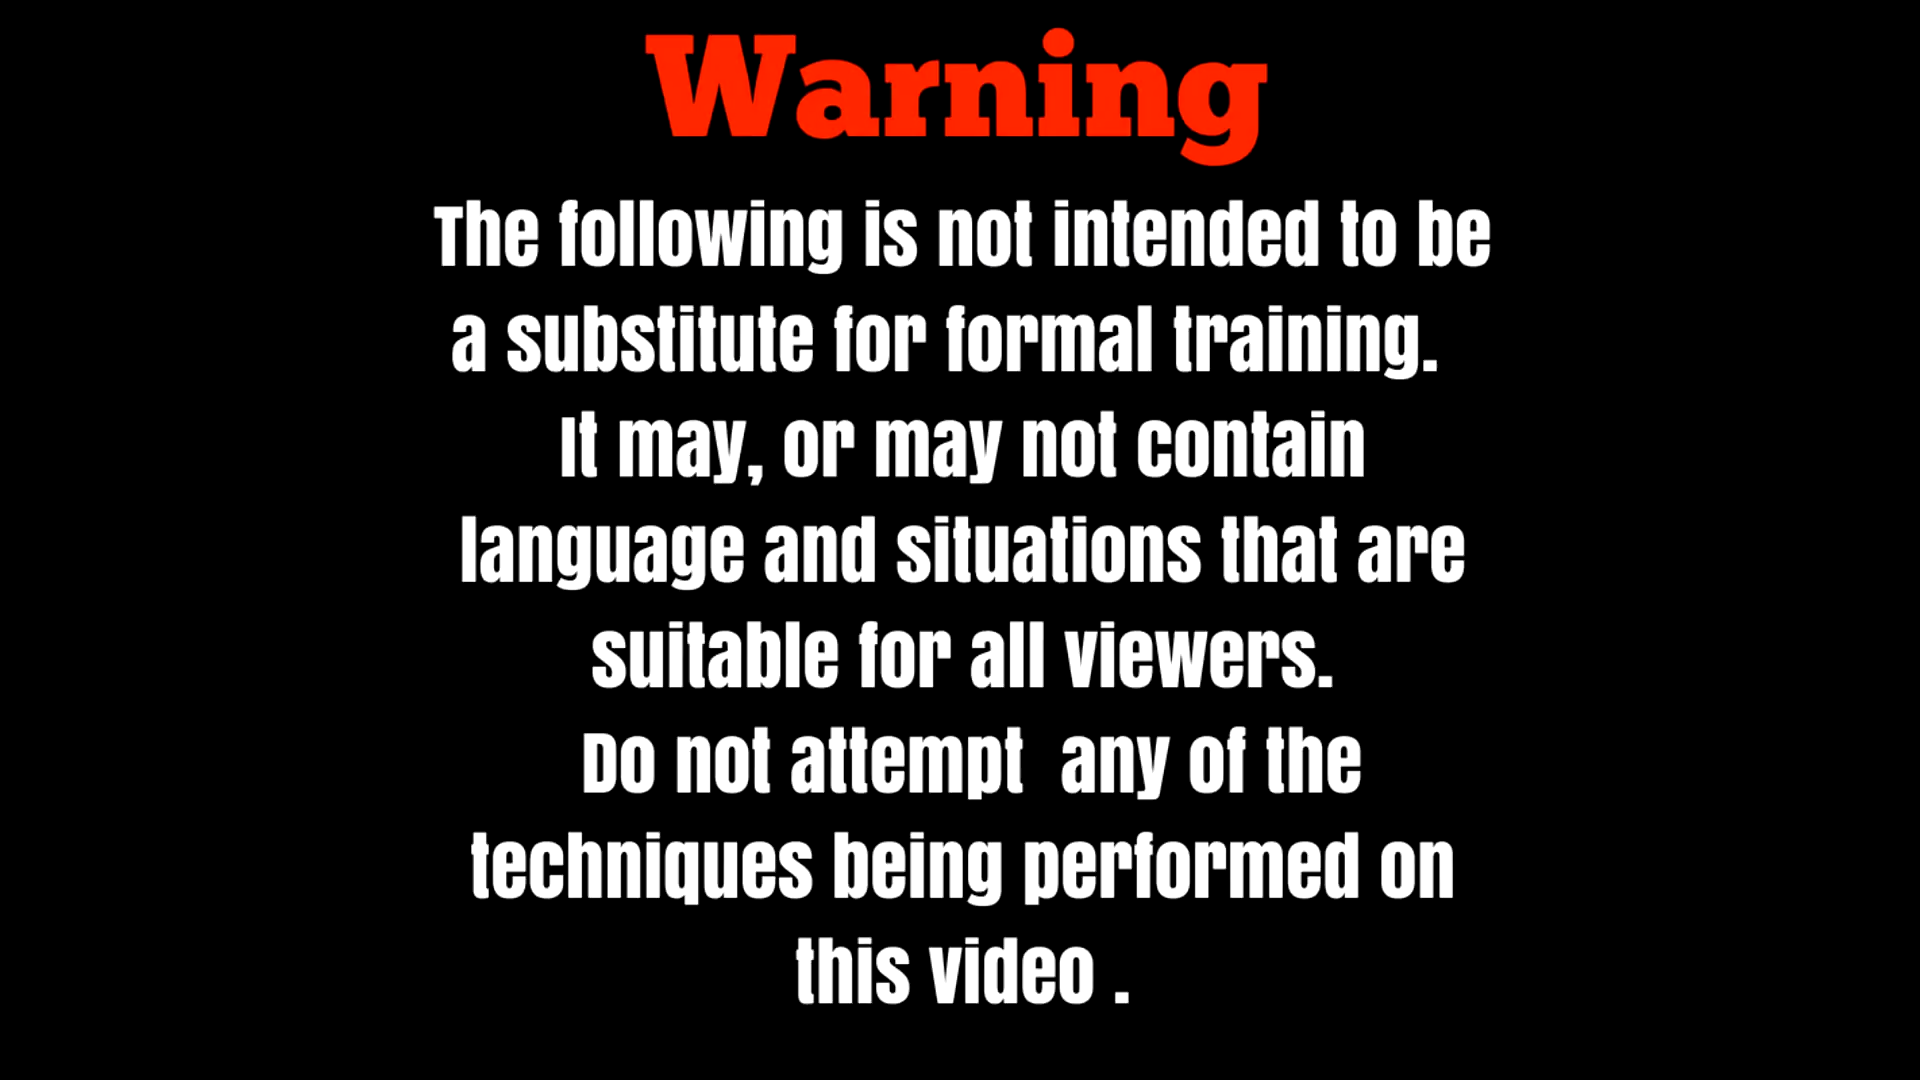 Warning
The following is not intended to be
a substitute for formal training.
It may, or may not contain
language and situations that are
suitable for all viewers.
Do not attempt  any of the
techniques being performed on
this video .